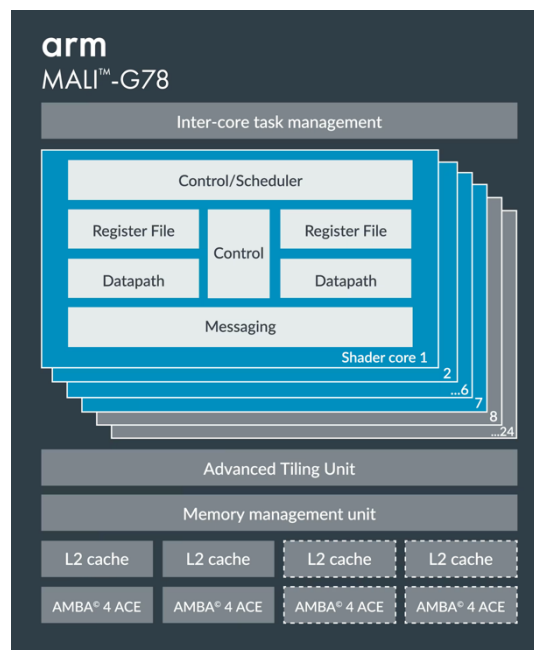 arm
MALI™-G78
Inter-core task management
Control/Scheduler
Register File
Control
Register File
Datapath
Datapath
Messaging
Shader core 1
2
...6
7
8
...24
Advanced Tiling Unit
Memory management unit
L2 cache
L2 cache
L2 cache
L2 cache
AMBA© 4 ACE
AMBA© 4 ACE
AMBA© 4 ACE
AMBA© 4 ACE